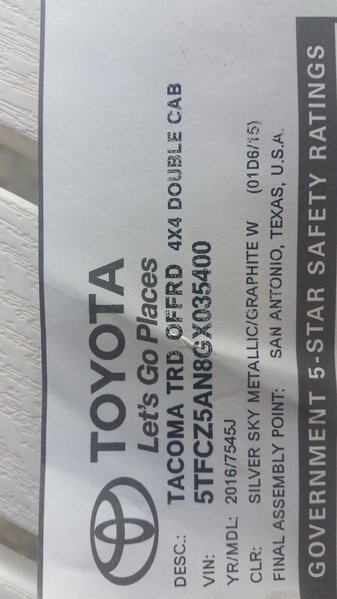 TOYOTA
Let's Go Places
DESC.: TACOMA TRD OFFRD 4X4 DOUBLE CAB
VIN: 5TFCZ5AN8GX035400
YR/MDL: 2016/7545J
CLR: SILVER SKY METALLIC/GRAPHITE W (01D6/15)
FINAL ASSEMBLY POINT: SAN ANTONIO, TEXAS, U.S.A.
GOVERNMENT 5-STAR SAFETY RATINGS